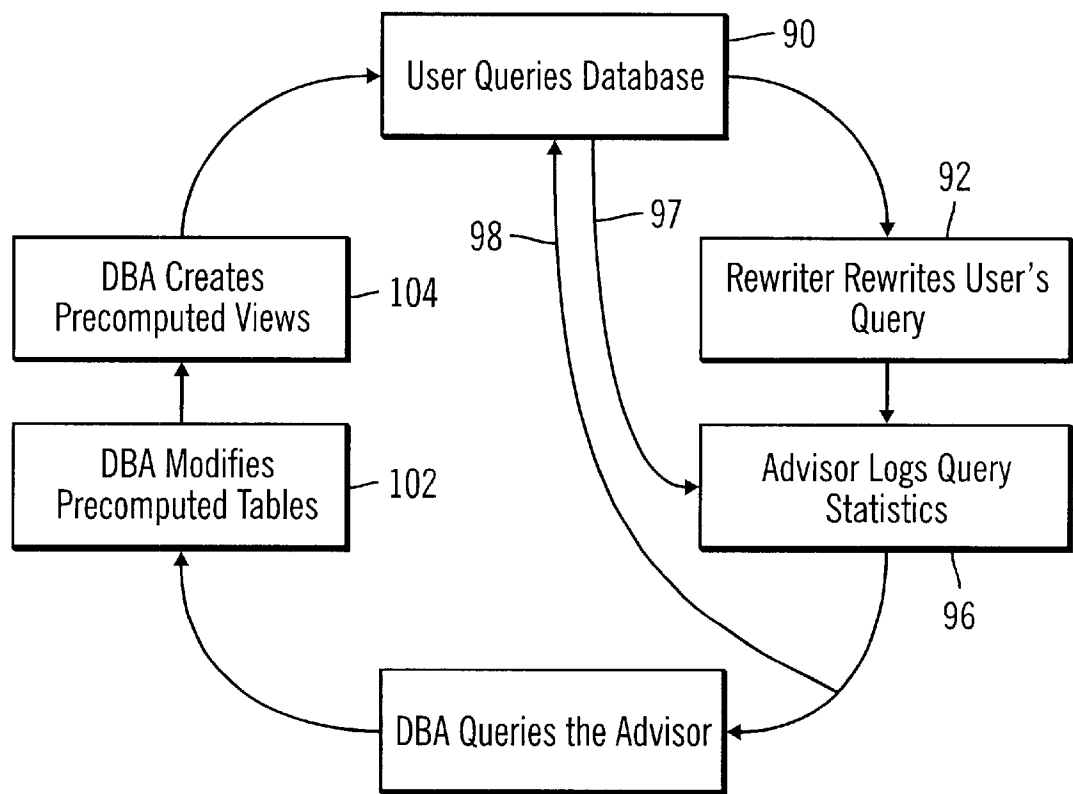 90
User Queries Database
92
97
98
Rewriter Rewrites User's
Query
DBA Creates
Precomputed Views
104
DBA Modifies
Precomputed Tables
102
Advisor Logs Query
Statistics
96
DBA Queries the Advisor